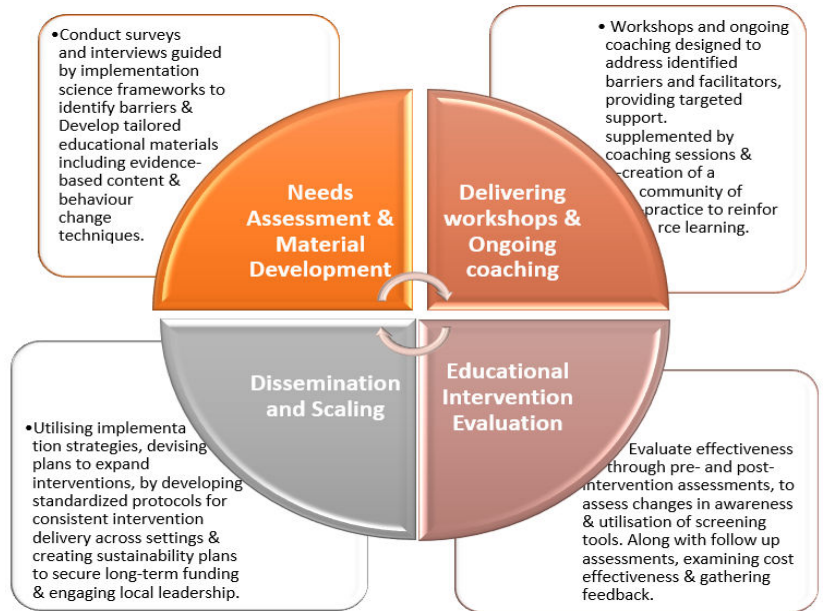 •Conduct surveys
and interviews guided
by implementation
science frameworks to
identify barriers &
Develop tailored
educational materials
including evidence-
based content &
behaviour
change
techniques.
• Workshops and ongoing
coaching designed to
address identified
barriers and facilitators,
providing targeted
support.
supplemented by
coaching sessions &
-creation of a
community of
practice to reinfor
rce learning.
Needs
Assessment &
Material
Development
Delivering
workshops &
Ongoing
coaching
Dissemination
and Scaling
Educational
Intervention
Evaluation
•Utilising implementa
tion strategies, devising
plans to expand
interventions, by developing
standardized protocols for
consistent intervention
delivery across settings &
creating sustainability plans
to secure long-term funding
& engaging local leadership.
Evaluate effectiveness
through pre- and post-
intervention assessments, to
assess changes in awareness
& utilisation of screening
tools. Along with follow up
assessments, examining cost
effectiveness & gathering
feedback.